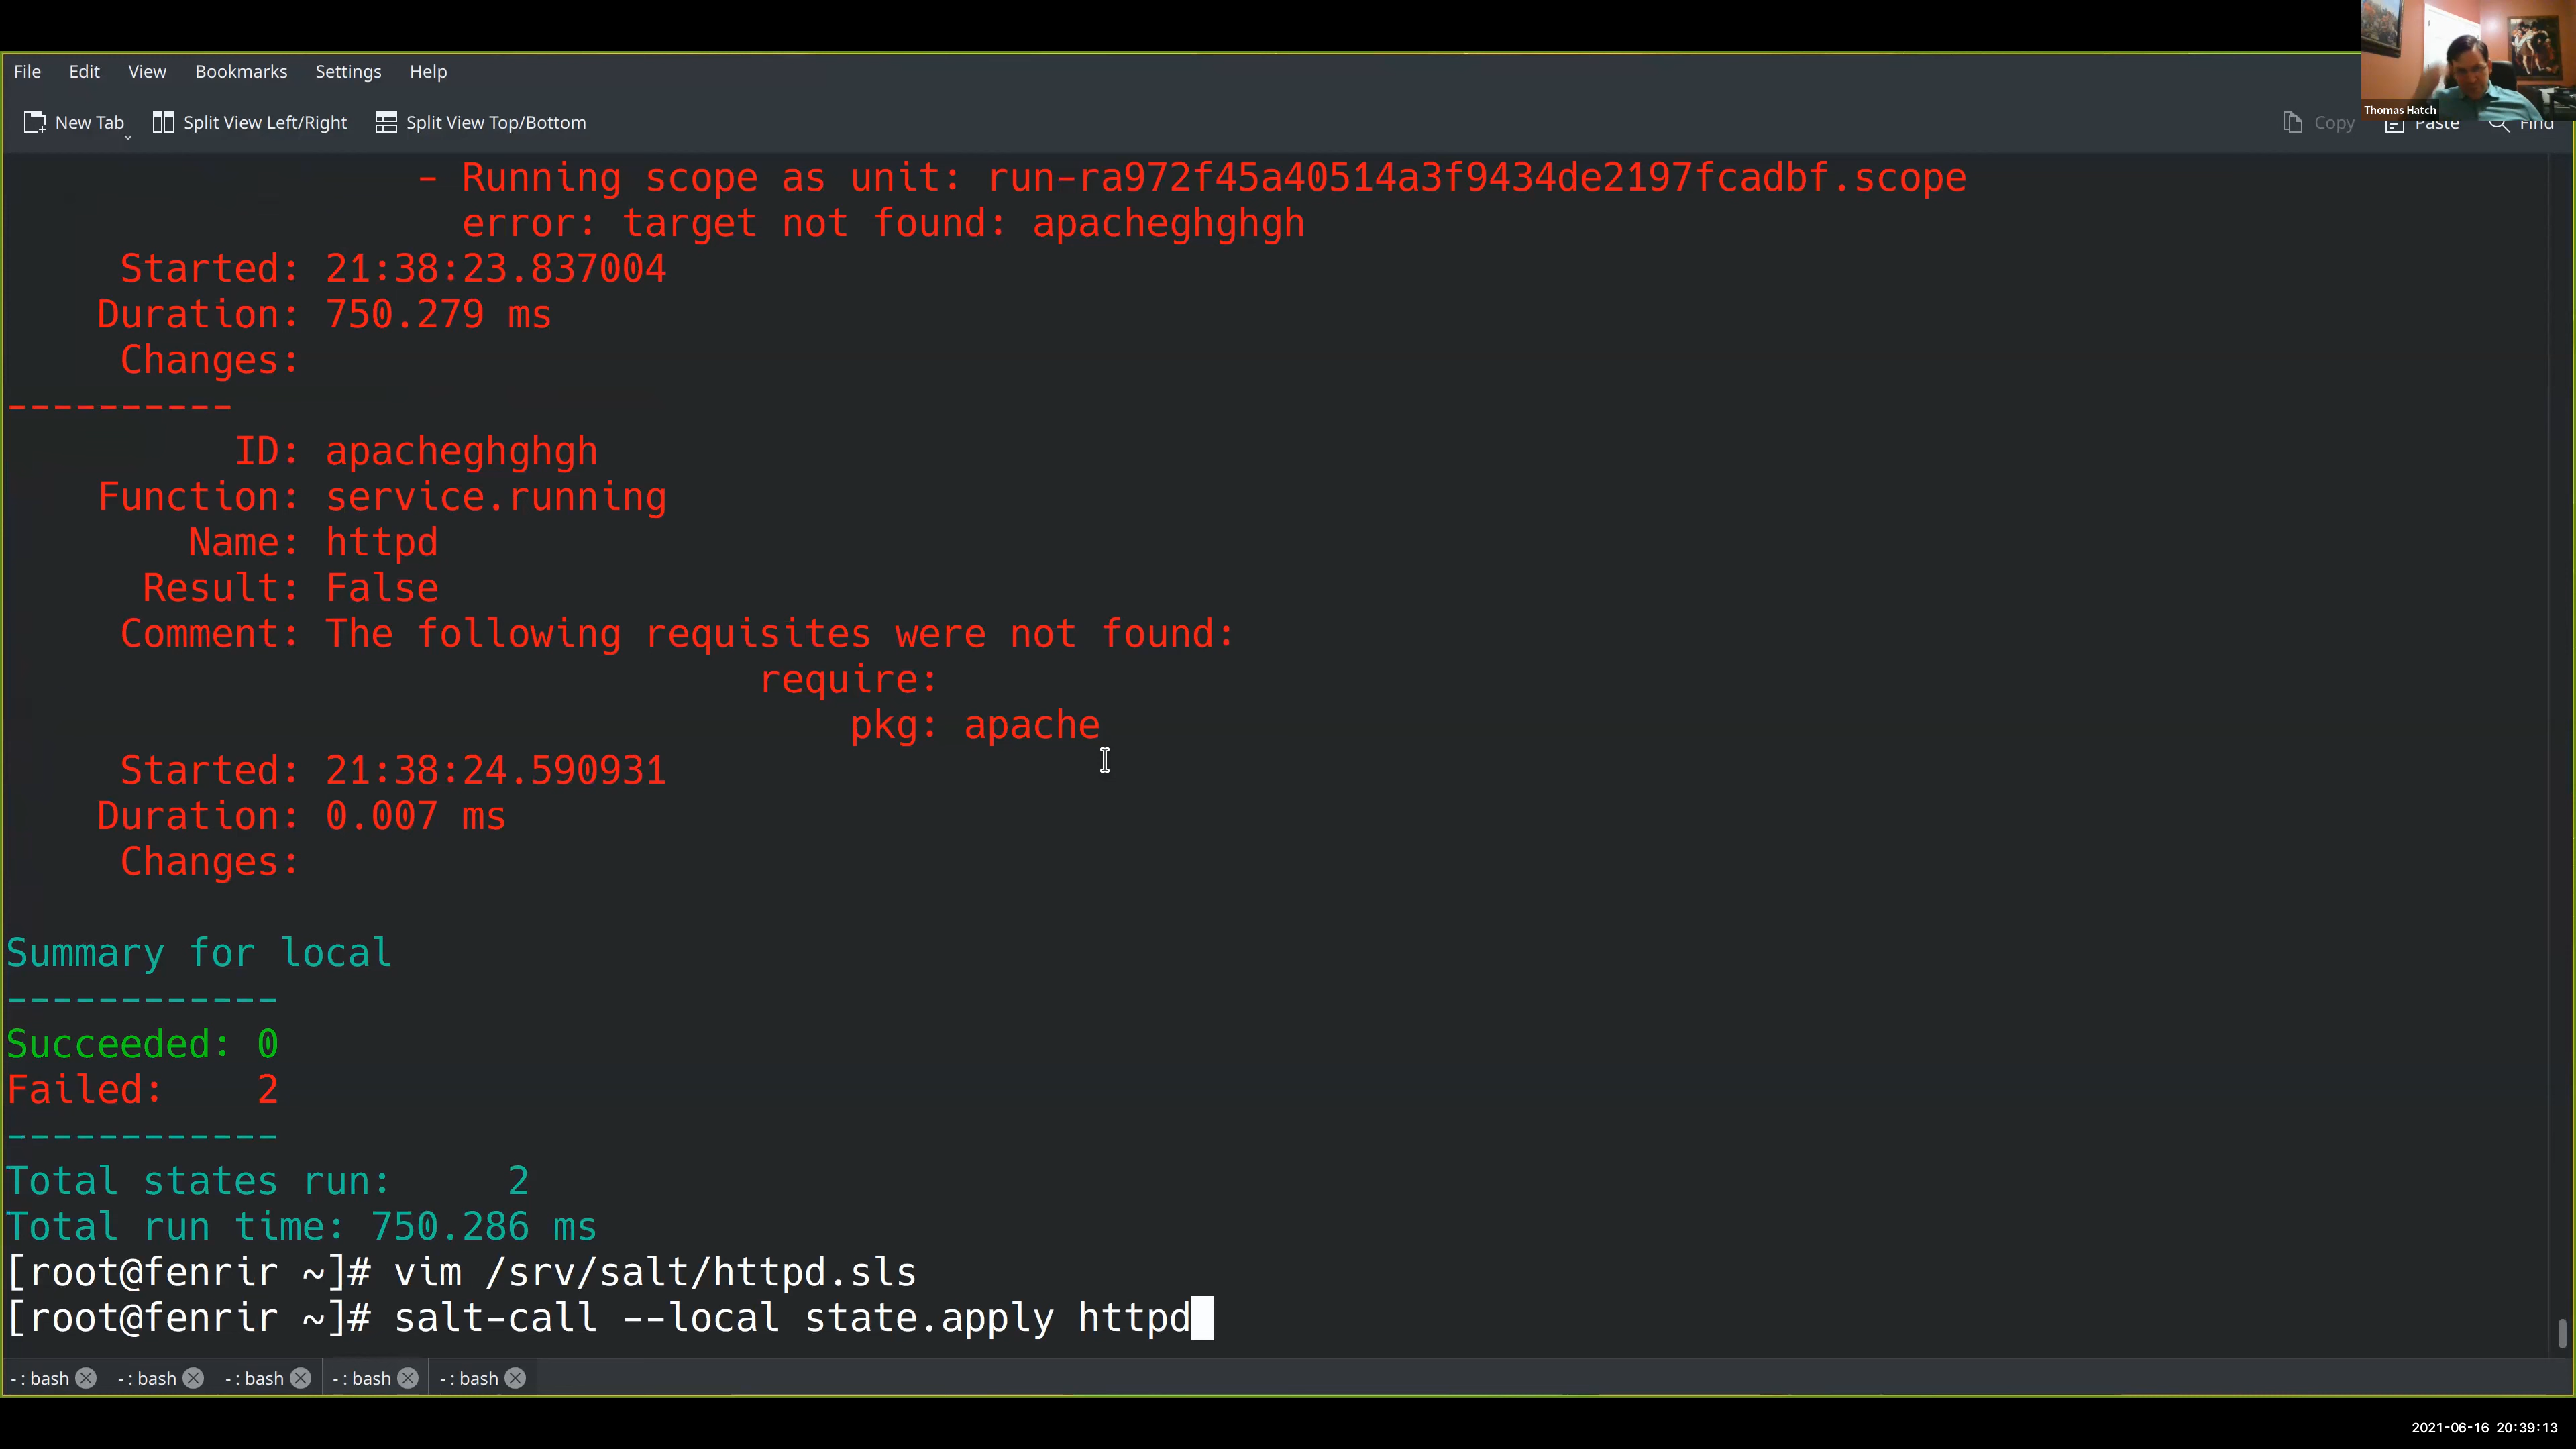 File Edit View Bookmarks Settings Help
Thomas Hatch
New Tab Split View Left/Right Split View Top/Bottom Copy Paste Find
- Running scope as unit: run-ra972f45a40514a3f9434de2197fcadbf.scope
error: target not found: apacheghghgh
Started: 21:38:23.837004
Duration: 750.279 ms
Changes:
----------
ID: apacheghghgh
Function: service.running
Name: httpd
Result: False
Comment: The following requisites were not found:
require:
pkg: apache
Started: 21:38:24.590931
Duration: 0.007 ms
Changes:
Summary for local
------------
Succeeded: 0
Failed: 2
------------
Total states run: 2
Total run time: 750.286 ms
[root@fenrir ~]# vim /srv/salt/httpd.sls
[root@fenrir ~]# salt-call --local state.apply httpd
- : bash - : bash - : bash - : bash - : bash
2021-06-16 20:39:13